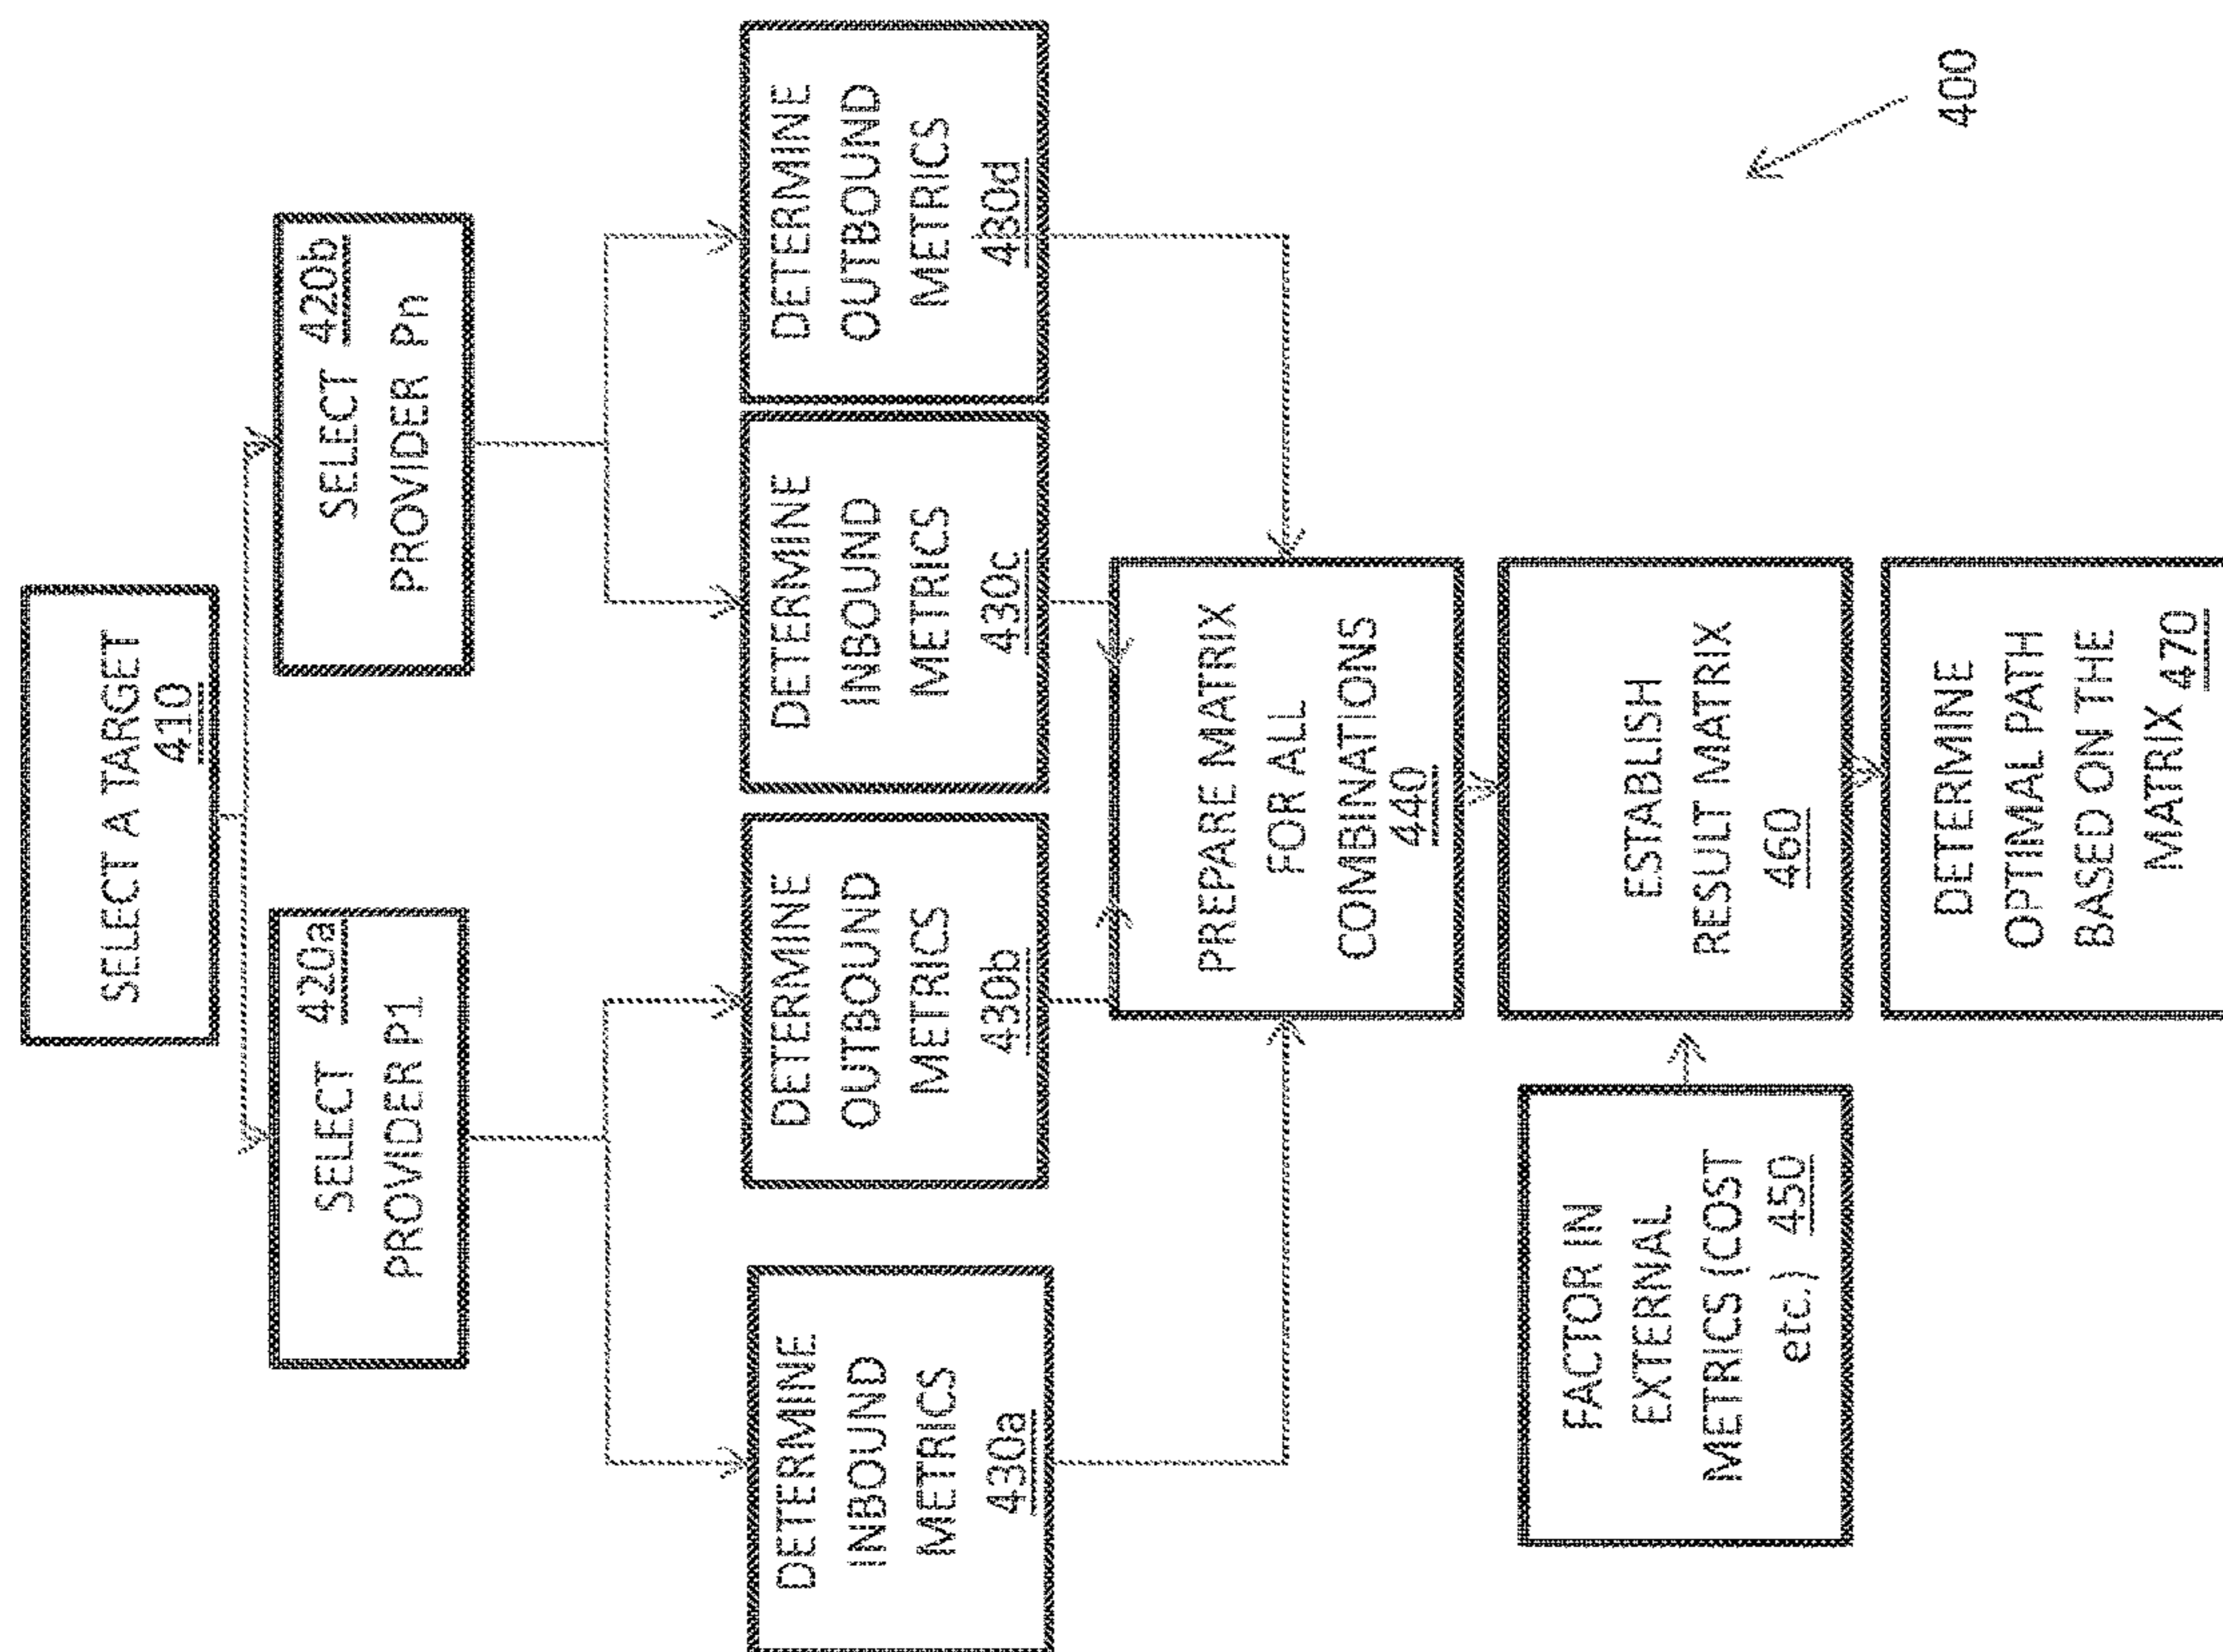 SELECT A TARGET
410
SELECT 420a
PROVIDER P1
SELECT 420b
PROVIDER Pn
DETERMINE
INBOUND
METRICS
430a
DETERMINE
OUTBOUND
METRICS
430b
DETERMINE
INBOUND
METRICS
430c
DETERMINE
OUTBOUND
METRICS
430d
PREPARE MATRIX
FOR ALL
COMBINATIONS
440
FACTOR IN
EXTERNAL
METRICS (COST
etc.) 450
ESTABLISH
RESULT MATRIX
460
DETERMINE
OPTIMAL PATH
BASED ON THE
MATRIX 470
400